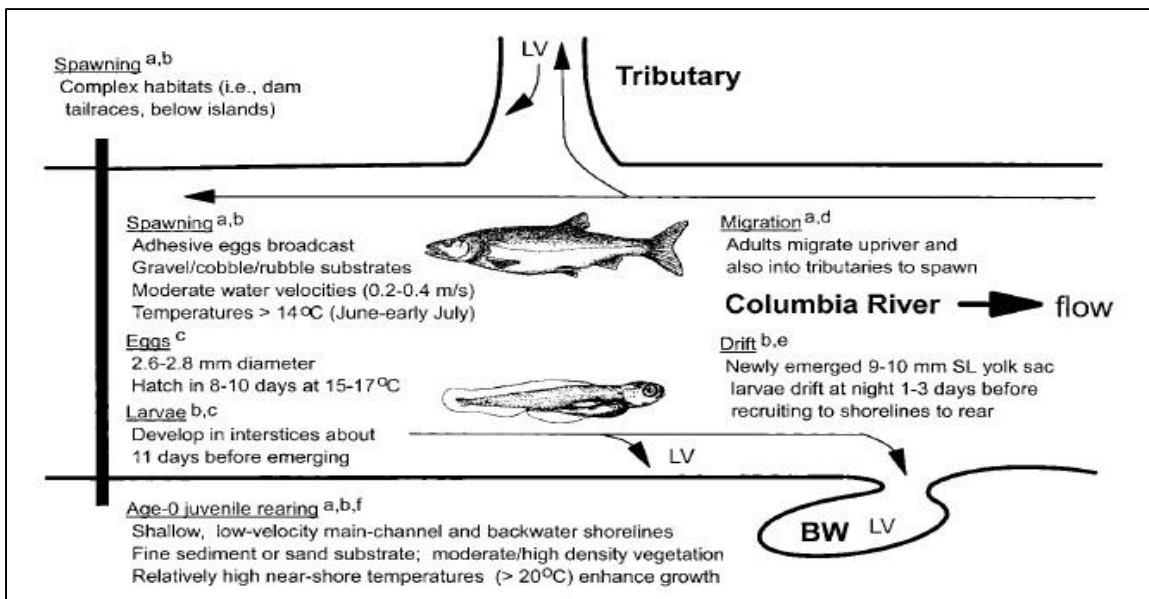 Spawning a,b
Complex habitats (i.e., dam
tailraces, below islands)
LV
Tributary
Spawning a,b
Adhesive eggs broadcast
Gravel/cobble/rubble substrates
Moderate water velocities (0.2-0.4 m/s)
Temperatures > 14°C (June-early July)
Migration a,d
Adults migrate upriver and
also into tributaries to spawn
Columbia River flow
Eggs c
2.6-2.8 mm diameter
Hatch in 8-10 days at 15-17°C
Larvae b,c
Develop in interstices about
11 days before emerging
Drift b,e
Newly emerged 9-10 mm SL yolk sac
larvae drift at night 1-3 days before
recruiting to shorelines to rear
LV
Age-0 juvenile rearing a,b,f
Shallow, low-velocity main-channel and backwater shorelines
Fine sediment or sand substrate; moderate/high density vegetation
Relatively high near-shore temperatures (> 20°C) enhance growth
BW LV